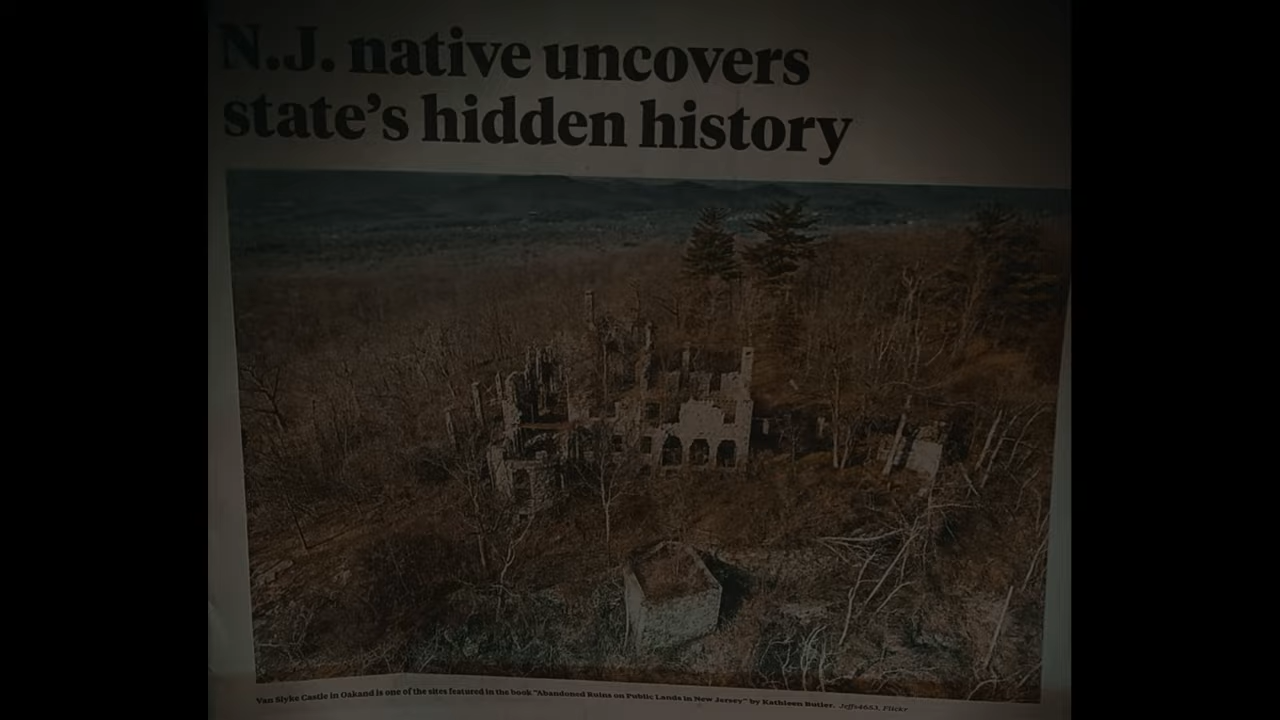 N.J. native uncovers
state's hidden history
Van Slyke Castle in Oakand is one of the sites featured in the book "Abandoned Ruins on Public Lands in New Jersey" by Kathleen Butler. Jeffs4653, Flickr